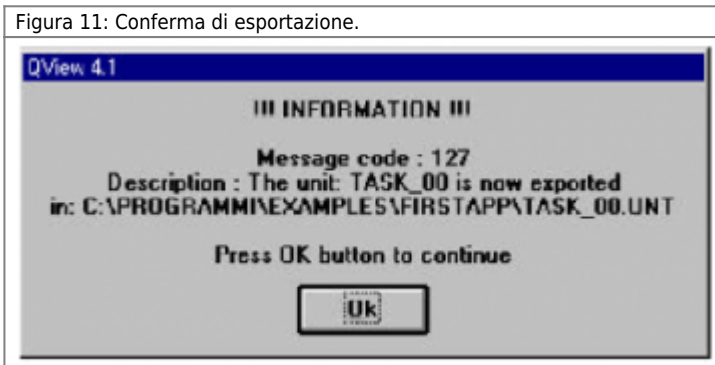 Figura 11: Conferma di esportazione.
QView 4.1
!!! INFORMATION !!!
Message code : 127
Description : The unit: TASK_00 is now exported
in: C:\PROGRAMMI\EXAMPLES\FIRSTAPP\TASK_00.UNT
Press OK button to continue
Ok